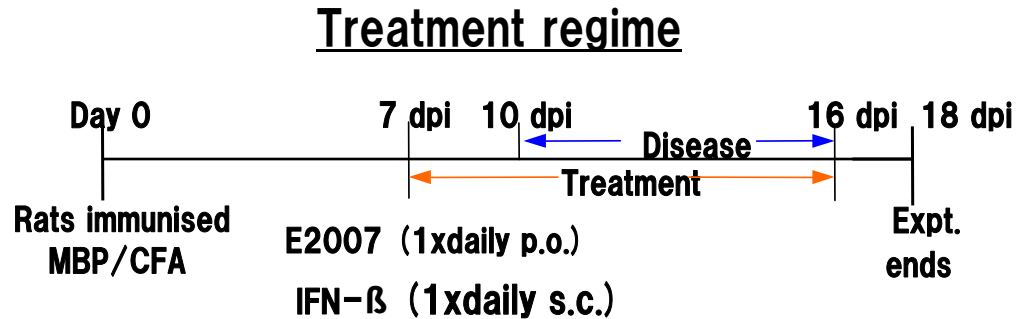 Treatment regime
Day 0 7 dpi 10 dpi 16 dpi 18 dpi
Disease
Treatment
Rats immunised
MBP/CFA
E2007 (1xdaily p.o.)
IFN-ß (1xdaily s.c.)
Expt.
ends